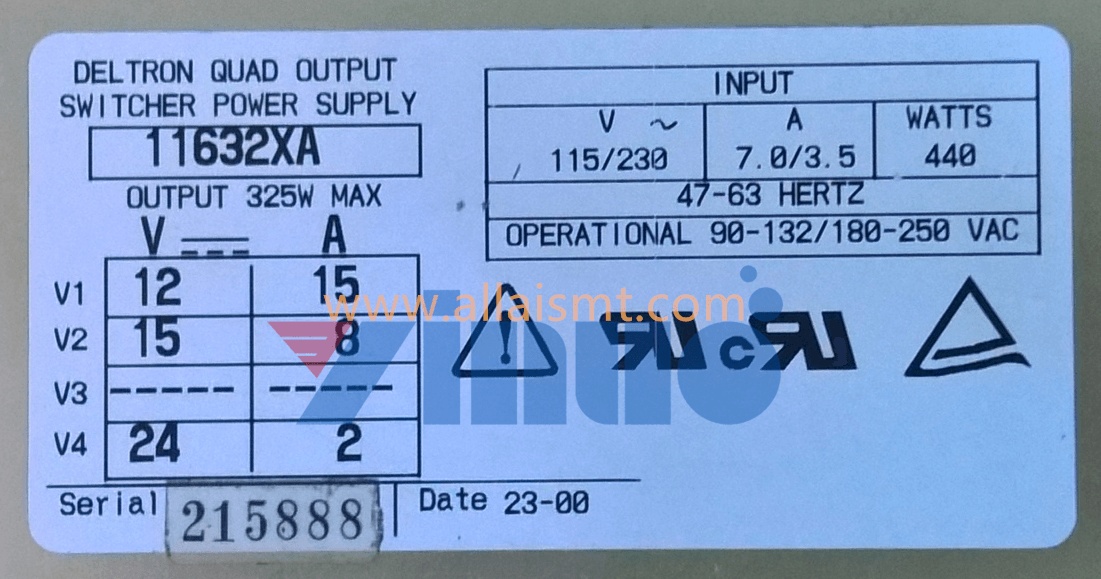 DELTRON QUAD OUTPUT
SWITCHER POWER SUPPLY
11632XA
OUTPUT 325W MAX
V A
V1 12 15
V2 15 8
V3 ----- -----
V4 24 2
Serial 215888 Date 23-00
INPUT
V ~ A WATTS
115/230 7.0/3.5 440
47-63 HERTZ
OPERATIONAL 90-132/180-250 VAC
www.allaismt.com
c